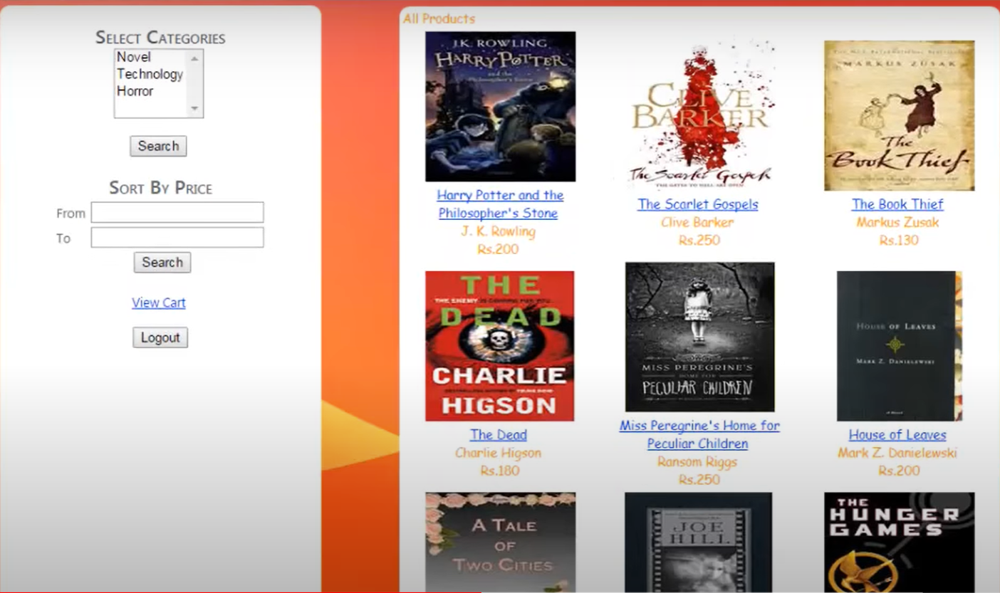 SELECT CATEGORIES
Novel
Technology
Horror
Search
SORT BY PRICE
From
To
Search
View Cart
Logout
All Products
J.K. ROWLING
HARRY POTTER
and the
Philosopher's Stone
Harry Potter and the
Philosopher's Stone
J. K. Rowling
Rs.200
CLIVE
BARKER
The Scarlet Gospels
THE GATES TO HELL ARE OPEN
The Scarlet Gospels
Clive Barker
Rs.250
MARKUS ZUSAK
The
Book Thief
The Book Thief
Markus Zusak
Rs.130
THE
THE ENEMY IS COMING FOR YOU...
DEAD
CHARLIE
HIGSON
The Dead
Charlie Higson
Rs.180
MISS PEREGRINE'S
HOME FOR
PECULIAR CHILDREN
Miss Peregrine's Home for
Peculiar Children
Ransom Riggs
Rs.250
HOUSE OF LEAVES
MARK Z. DANIELEWSKI
A Novel
House of Leaves
Mark Z. Danielewski
Rs.200
A TALE
OF
TWO CITIES
JOE
HILL
THE
HUNGER
GAMES